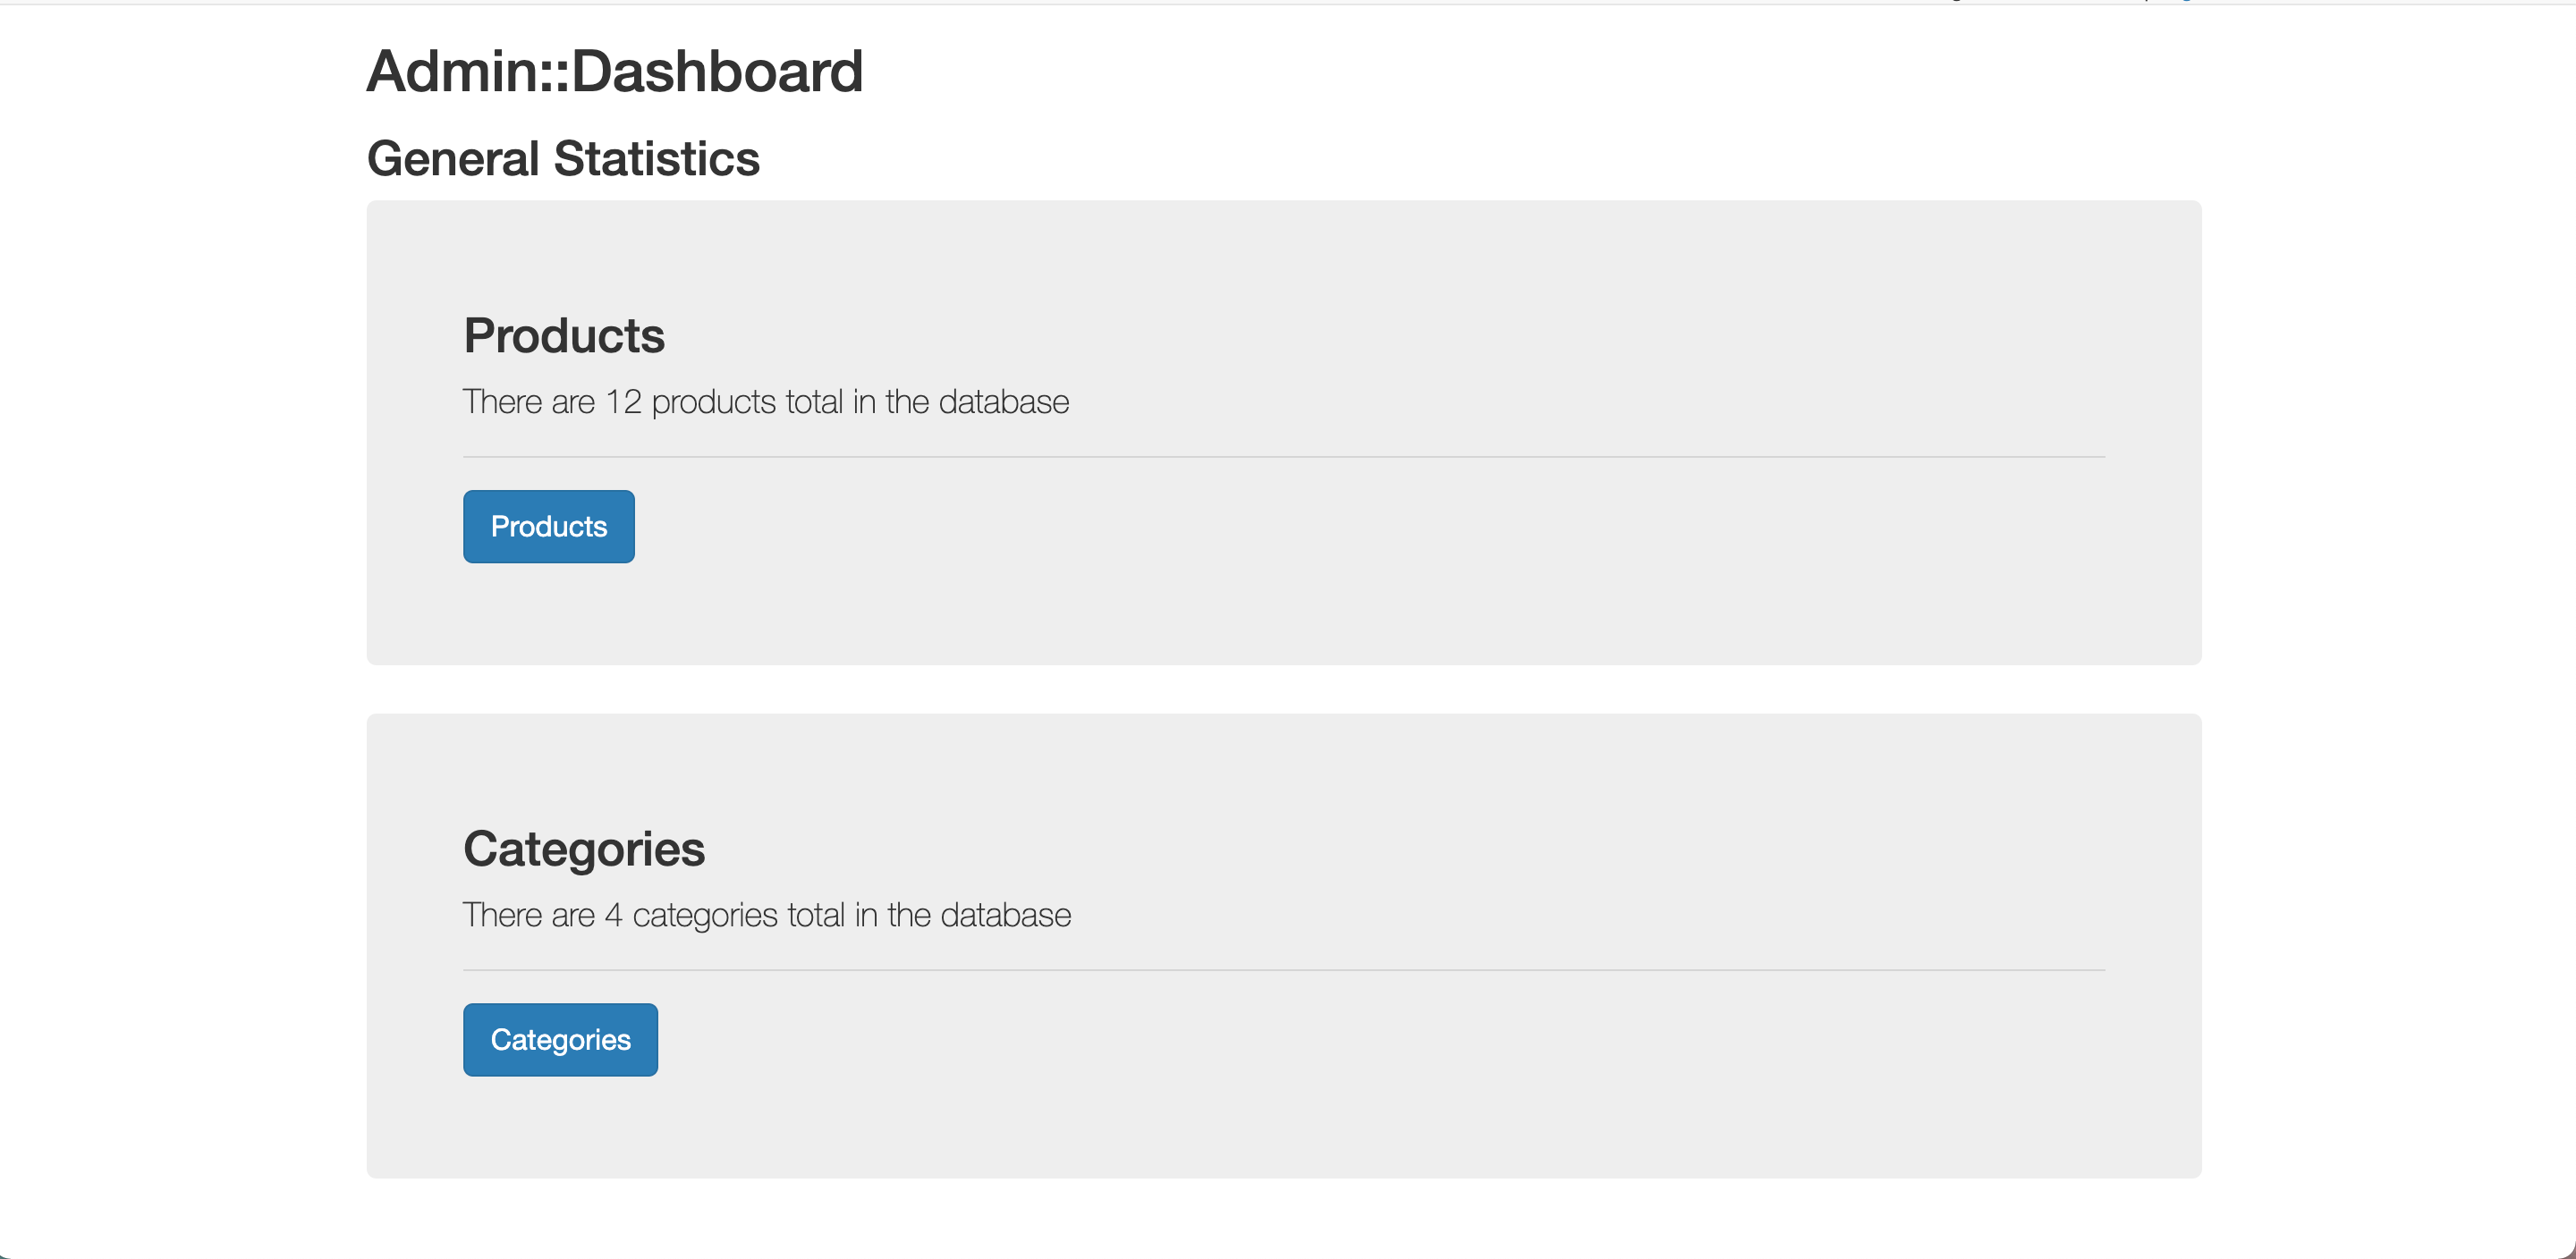 Admin::Dashboard
General Statistics
Products
There are 12 products total in the database
Products
Categories
There are 4 categories total in the database
Categories